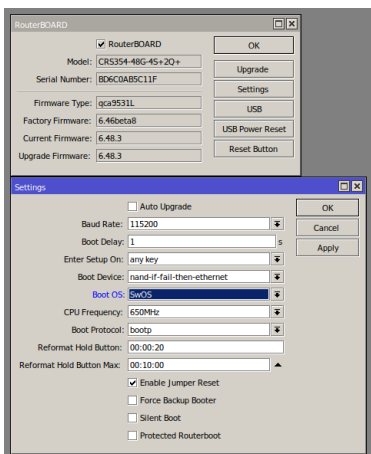 RouterBOARD
RouterBOARD
OK
Model: CRS354-48G-4S+2Q+
Upgrade
Serial Number: BD6C0AB5C11F
Settings
Firmware Type: qca9531L
USB
Factory Firmware: 6.46beta8
USB Power Reset
Current Firmware: 6.48.3
Reset Button
Upgrade Firmware: 6.48.3
Settings
Auto Upgrade
OK
Baud Rate: 115200
Cancel
Boot Delay: 1 s
Apply
Enter Setup On: any key
Boot Device: nand-if-fail-then-ethernet
Boot OS: SwOS
CPU Frequency: 650MHz
Boot Protocol: bootp
Reformat Hold Button: 00:00:20
Reformat Hold Button Max: 00:10:00
Enable Jumper Reset
Force Backup Booter
Silent Boot
Protected Routerboot